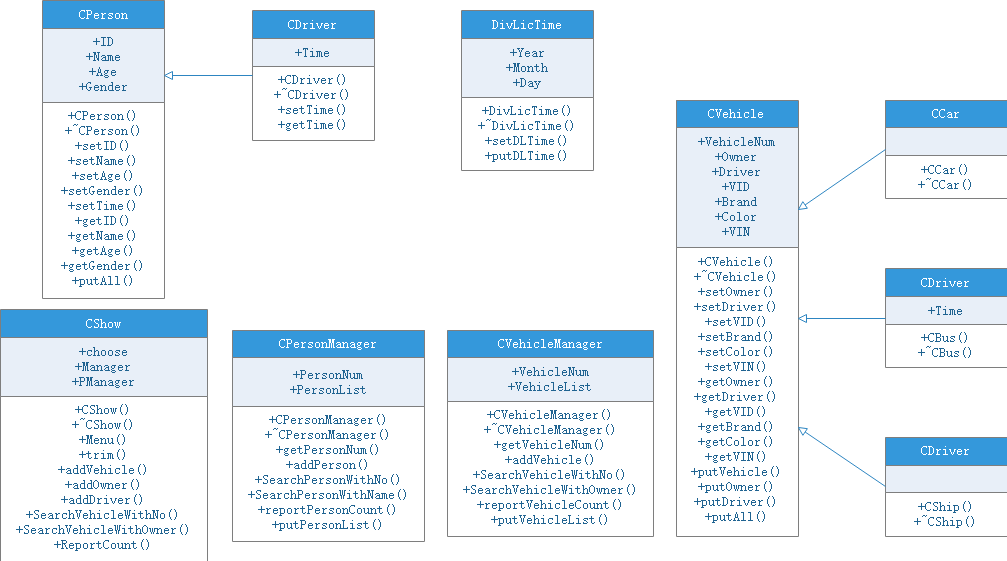 CPerson
+ID
+Name
+Age
+Gender
+CPerson()
+~CPerson()
+setID()
+setName()
+setAge()
+setGender()
+setTime()
+getID()
+getName()
+getAge()
+getGender()
+putAll()
CDriver
+Time
+CDriver()
+~CDriver()
+setTime()
+getTime()
DivLicTime
+Year
+Month
+Day
+DivLicTime()
+~DivLicTime()
+setDLTime()
+putDLTime()
CVehicle
+VehicleNum
+Owner
+Driver
+VID
+Brand
+Color
+VIN
+CVehicle()
+~CVehicle()
+setOwner()
+setDriver()
+setVID()
+setBrand()
+setColor()
+setVIN()
+getOwner()
+getDriver()
+getVID()
+getBrand()
+getColor()
+getVIN()
+putVehicle()
+putOwner()
+putDriver()
+putAll()
CCar
+CCar()
+~CCar()
CDriver
+Time
+CBus()
+~CBus()
CDriver
+CShip()
+~CShip()
CShow
+choose
+Manager
+PManager
+CShow()
+~CShow()
+Menu()
+trim()
+addVehicle()
+addOwner()
+addDriver()
+SearchVehicleWithNo()
+SearchVehicleWithOwner()
+ReportCount()
CPersonManager
+PersonNum
+PersonList
+CPersonManager()
+~CPersonManager()
+getPersonNum()
+addPerson()
+SearchPersonWithNo()
+SearchPersonWithName()
+reportPersonCount()
+putPersonList()
CVehicleManager
+VehicleNum
+VehicleList
+CVehicleManager()
+~CVehicleManager()
+getVehicleNum()
+addVehicle()
+SearchVehicleWithNo()
+SearchVehicleWithOwner()
+reportVehicleCount()
+putVehicleList()